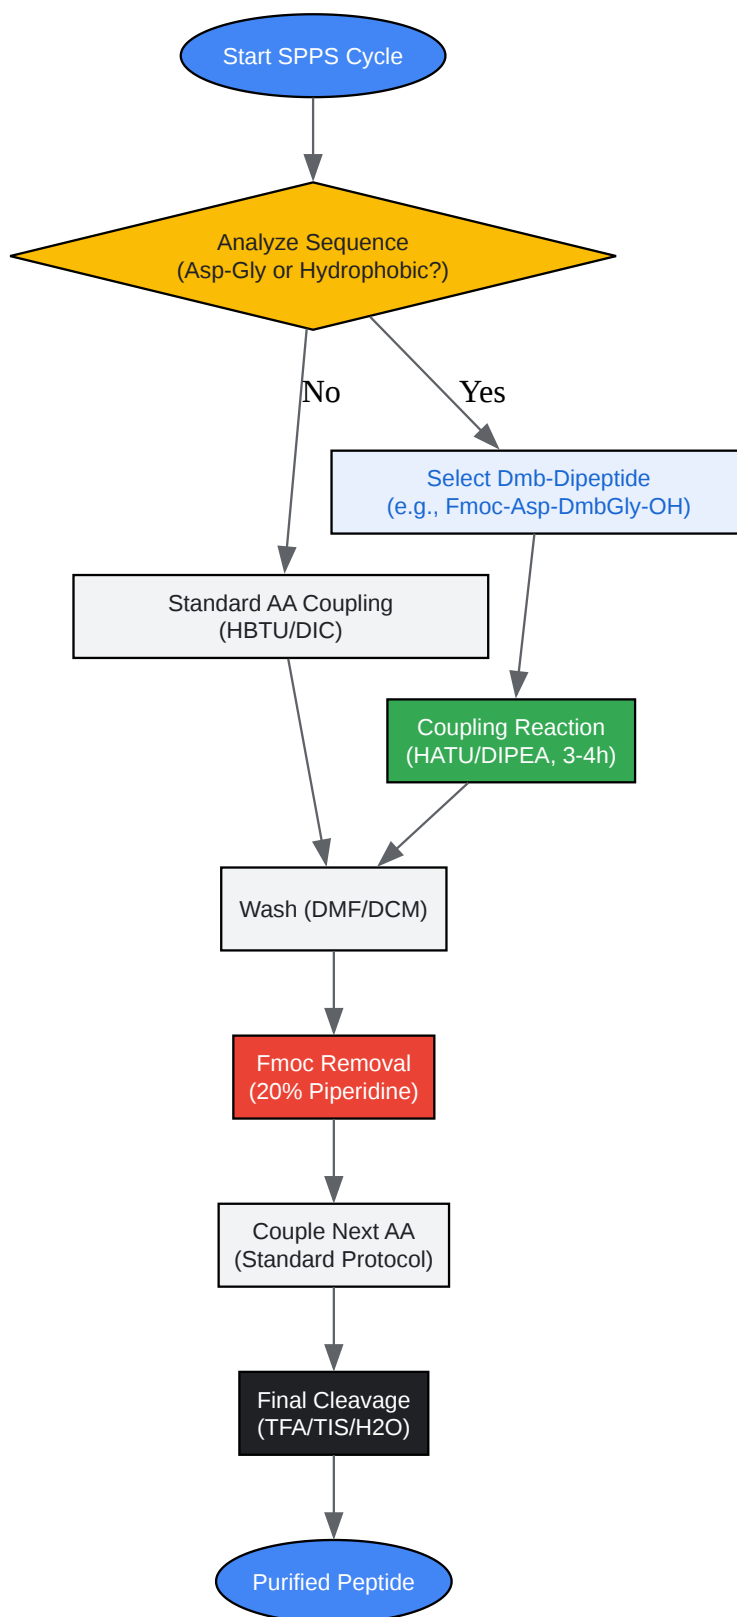 Start SPPS Cycle
Analyze Sequence
(Asp-Gly or Hydrophobic?)
No
Yes
Select Dmb-Dipeptide
(e.g., Fmoc-Asp-DmbGly-OH)
Standard AA Coupling
(HBTU/DIC)
Coupling Reaction
(HATU/DIPEA, 3-4h)
Wash (DMF/DCM)
Fmoc Removal
(20% Piperidine)
Couple Next AA
(Standard Protocol)
Final Cleavage
(TFA/TIS/H2O)
Purified Peptide